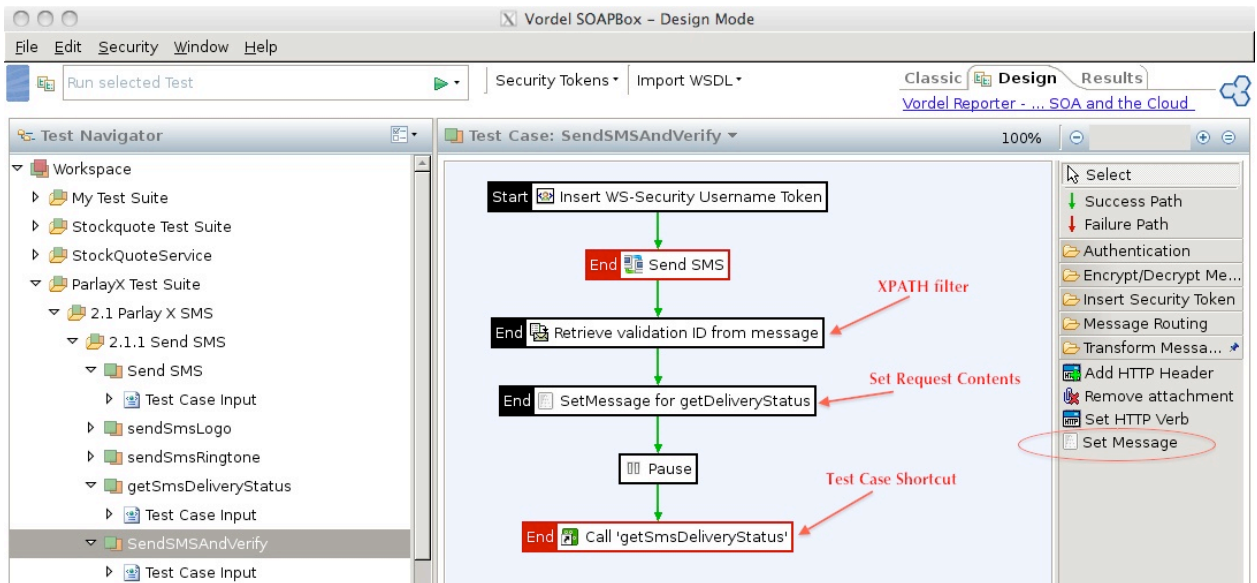 Vordel SOAPBox – Design Mode
File Edit Security Window Help
Run selected Test
Security Tokens
Import WSDL
Classic Design Results
Vordel Reporter - ... SOA and the Cloud
Test Navigator
Test Case: SendSMSAndVerify
100%
Workspace
My Test Suite
Stockquote Test Suite
StockQuoteService
ParlayX Test Suite
2.1 Parlay X SMS
2.1.1 Send SMS
Send SMS
Test Case Input
sendSmsLogo
sendSmsRingtone
getSmsDeliveryStatus
Test Case Input
SendSMSAndVerify
Test Case Input
Start Insert WS-Security Username Token
End Send SMS
XPATH filter
End Retrieve validation ID from message
Set Request Contents
End SetMessage for getDeliveryStatus
Pause
Test Case Shortcut
End Call 'getSmsDeliveryStatus'
Select
Success Path
Failure Path
Authentication
Encrypt/Decrypt Me...
Insert Security Token
Message Routing
Transform Messa...
Add HTTP Header
Remove attachment
Set HTTP Verb
Set Message